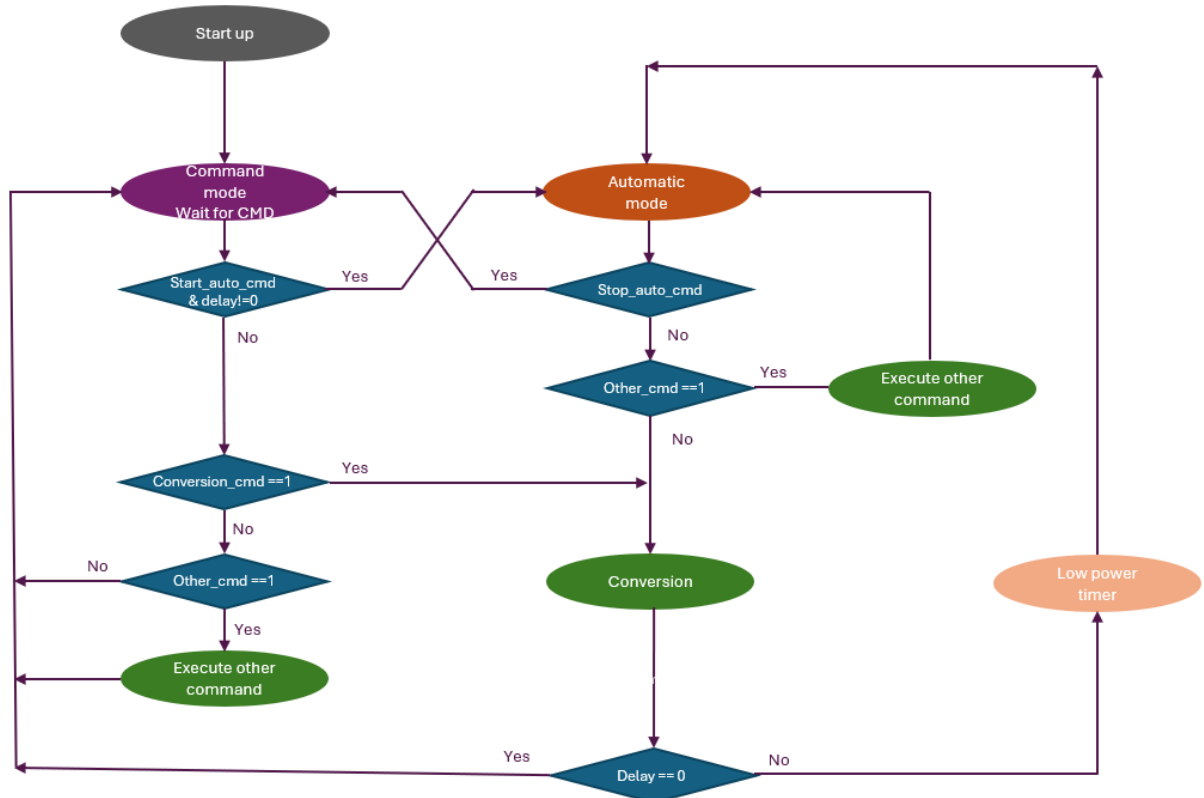 Start up
Command
mode
Wait for CMD
Automatic
mode
Start_auto_cmd
& delay!=0
Yes
Yes
Stop_auto_cmd
No
No
Other_cmd ==1
Yes
Execute other
command
No
Conversion_cmd ==1
Yes
No
No
Other_cmd ==1
Conversion
Low power
timer
Yes
Execute other
command
Yes
Delay == 0
No